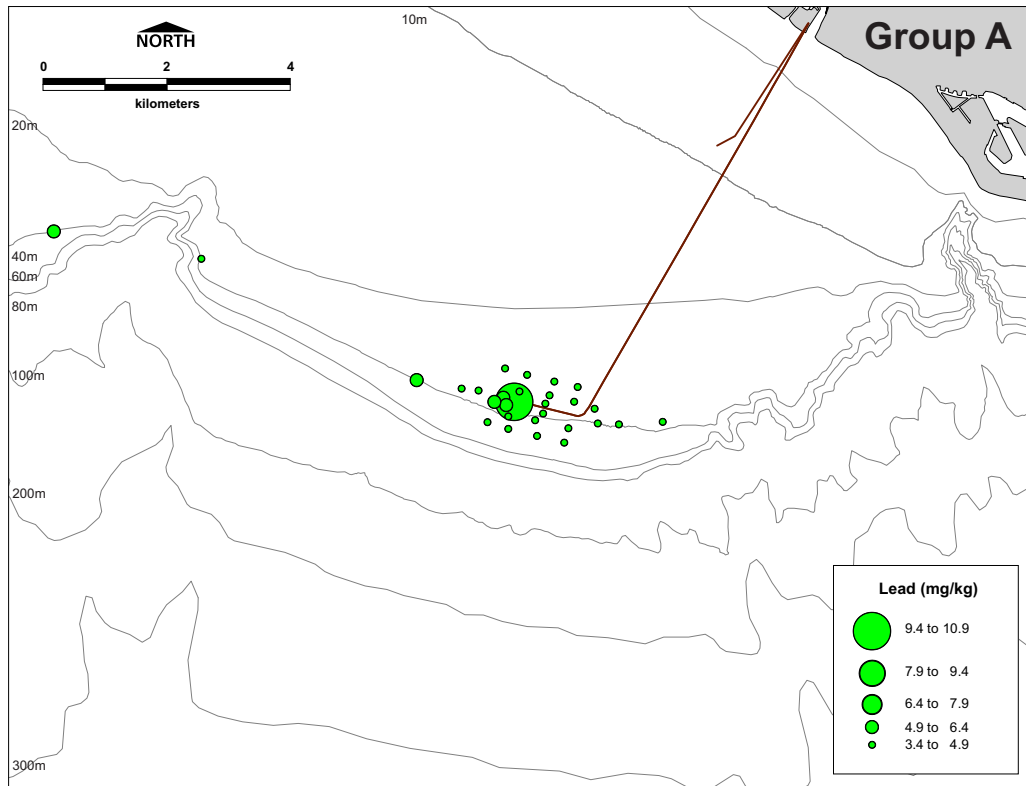 10m
NORTH
Group A
0 2 4
kilometers
20m
40m
60m
80m
100m
200m
300m
Lead (mg/kg)
9.4 to 10.9
7.9 to 9.4
6.4 to 7.9
4.9 to 6.4
3.4 to 4.9